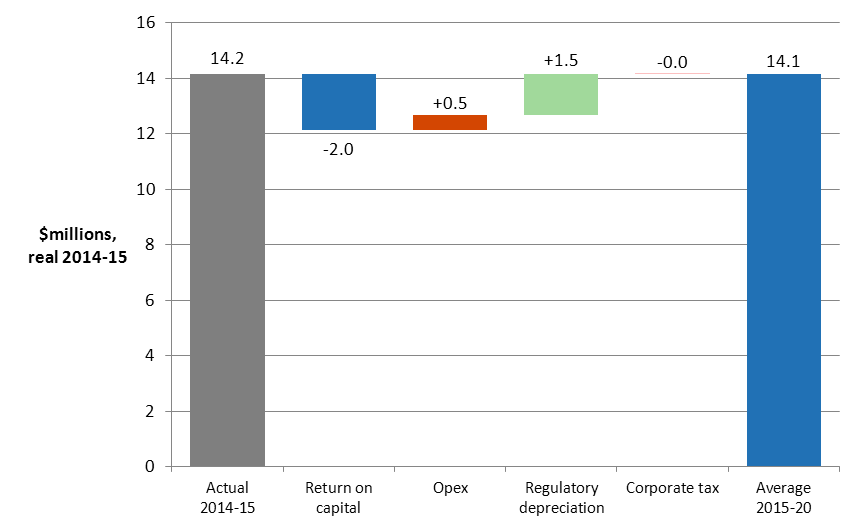 16
14
12
10
8
6
4
2
0
$millions,
real 2014-15
14.2
-2.0
+0.5
+1.5
-0.0
14.1
Actual
2014-15
Return on
capital
Opex
Regulatory
depreciation
Corporate tax
Average
2015-20